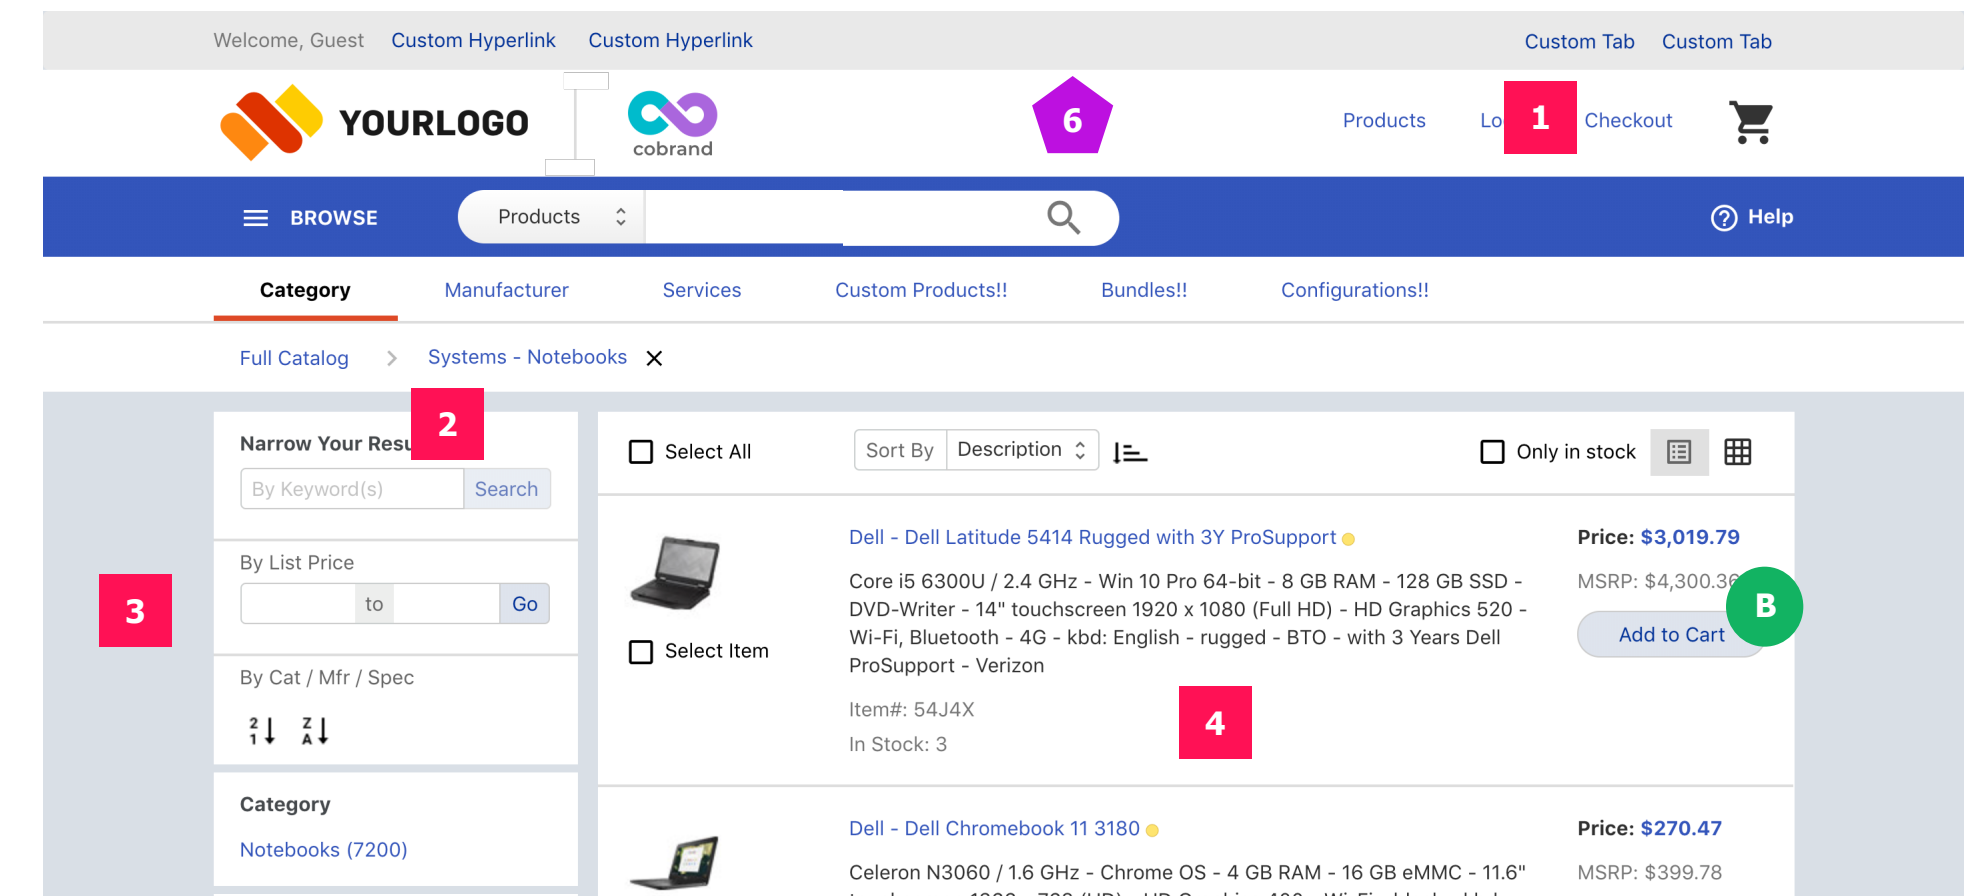 Welcome, Guest Custom Hyperlink Custom Hyperlink Custom Tab Custom Tab
YOURLOGO cobrand 6 Products Lo 1 Checkout
BROWSE Products Help
Category Manufacturer Services Custom Products!! Bundles!! Configurations!!
Full Catalog Systems - Notebooks
2
Narrow Your Resu
By Keyword(s) Search
By List Price
to Go
3
By Cat / Mfr / Spec
2 1 Z A
Category
Notebooks (7200)
Select All Sort By Description Only in stock
Dell - Dell Latitude 5414 Rugged with 3Y ProSupport
Core i5 6300U / 2.4 GHz - Win 10 Pro 64-bit - 8 GB RAM - 128 GB SSD -
DVD-Writer - 14" touchscreen 1920 x 1080 (Full HD) - HD Graphics 520 -
Wi-Fi, Bluetooth - 4G - kbd: English - rugged - BTO - with 3 Years Dell
ProSupport - Verizon
Select Item
Item#: 54J4X
In Stock: 3
4
Price: $3,019.79
MSRP: $4,300.36
B
Add to Cart
Dell - Dell Chromebook 11 3180
Celeron N3060 / 1.6 GHz - Chrome OS - 4 GB RAM - 16 GB eMMC - 11.6"
Price: $270.47
MSRP: $399.78